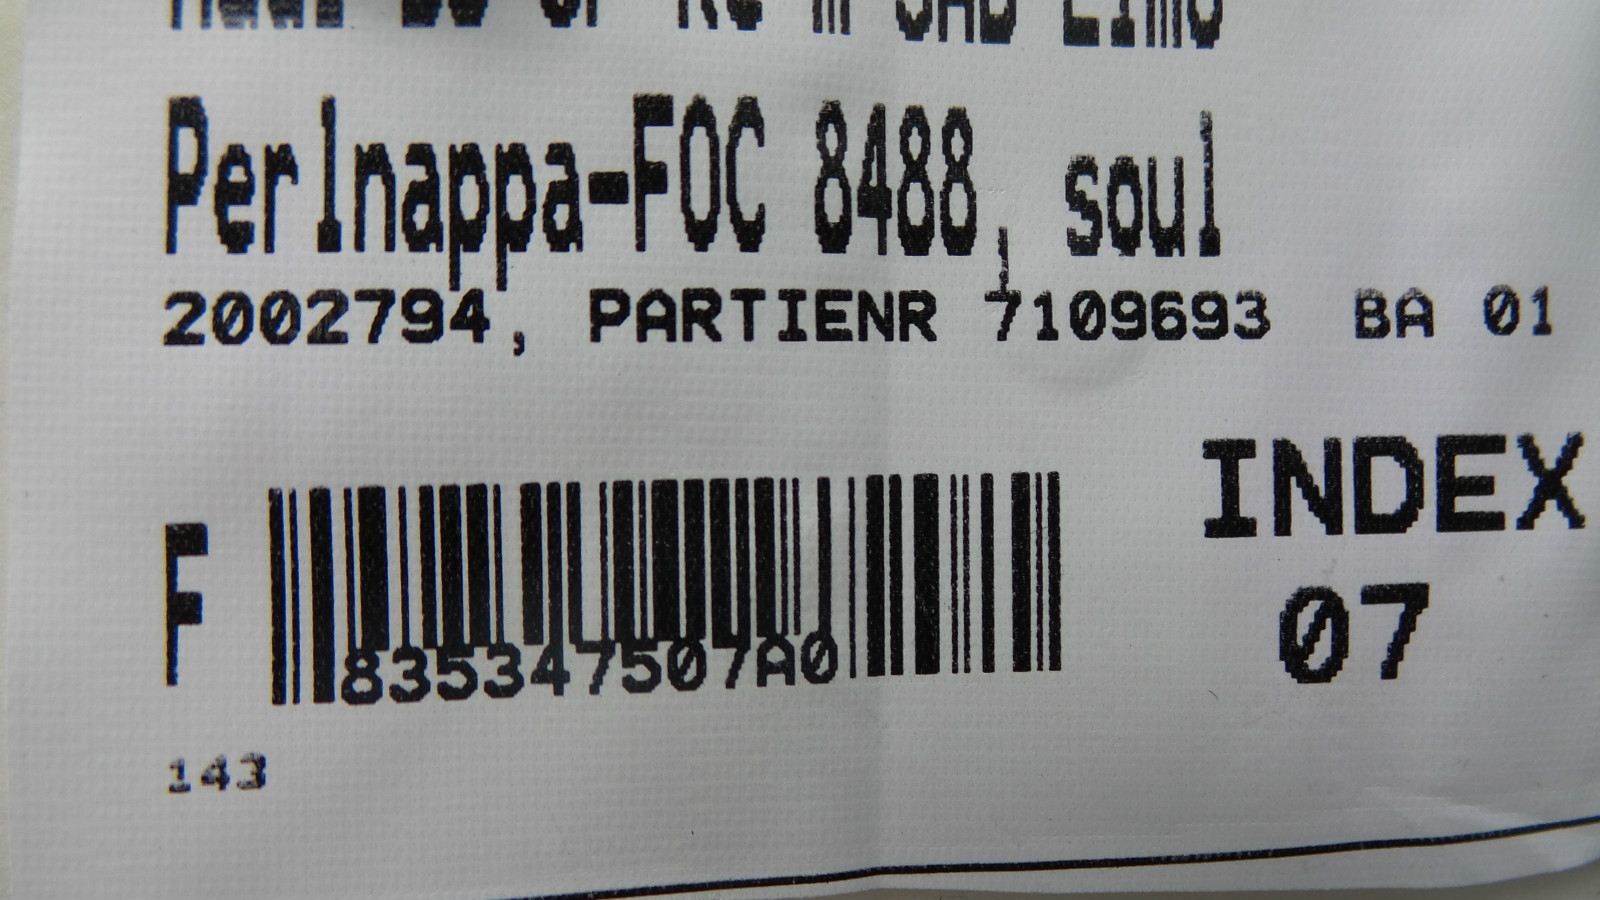 Perlnappa-FOC 8488, soul
2002794, PARTIENR 7109693 BA 01
INDEX
07
F
835347507A0
143